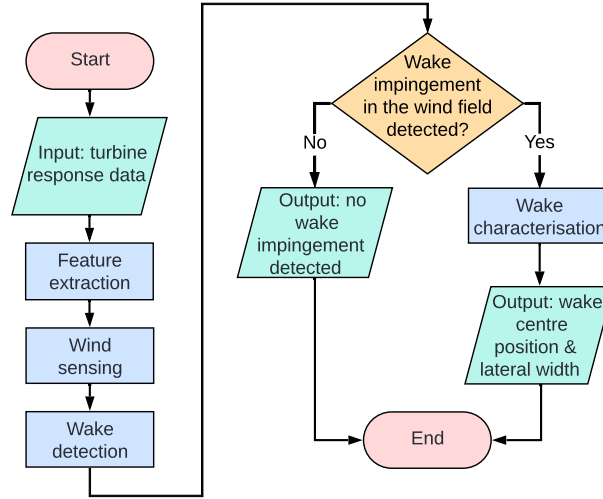 Start
Input: turbine
response data
Feature
extraction
Wind
sensing
Wake
detection
Wake
impingement
in the wind field
detected?
No
Yes
Output: no
wake
impingement
detected
Wake
characterisation
Output: wake
centre
position &
lateral width
End